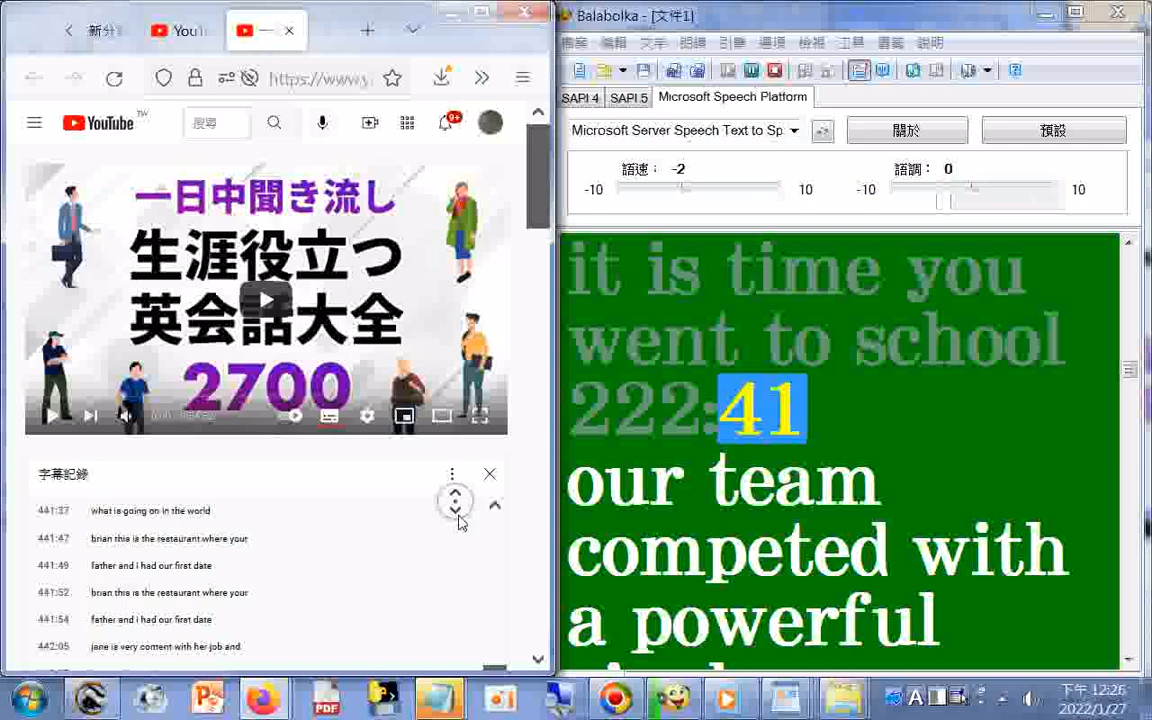 新分
YouT
https://www.y
YouTube TW
搜尋
9+
一日中聞き流し
生涯役立つ
英会話大全
2700
字幕記錄
441:37 what is going on in the world
441:47 brian this is the restaurant where your
441:49 father and i had our first date
441:52 brian this is the restaurant where your
441:54 father and i had our first date
442:05 jane is very content with her job and
Balabolka - [文件1]
檔案 編輯 文字 朗讀 引擎 選項 檢視 工具 書籤 說明
SAPI 4 SAPI 5 Microsoft Speech Platform
Microsoft Server Speech Text to Sp
關於 預設
語速: -2 語調: 0
-10 10 -10 10
it is time you
went to school
222:41
our team
competed with
a powerful
PDF
A
下午 12:26
2022/1/27